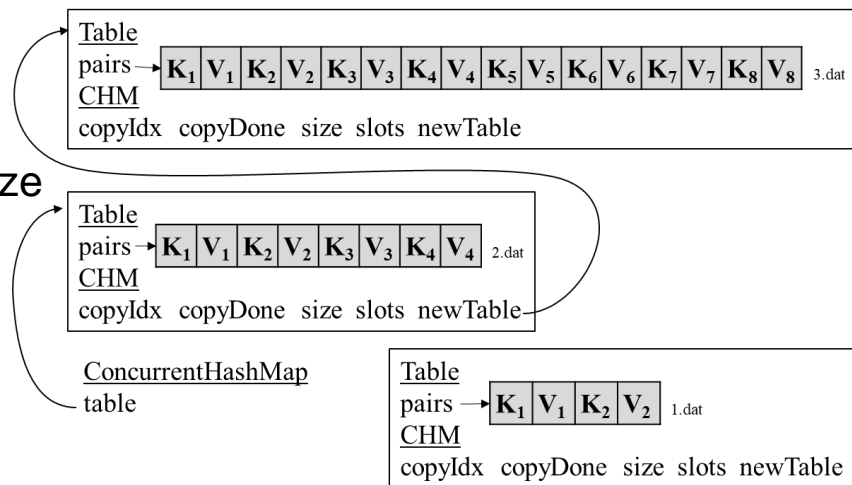 Table
pairs K₁ V₁ K₂ V₂ K₃ V₃ K₄ V₄ K₅ V₅ K₆ V₆ K₇ V₇ K₈ V₈ 3.dat
CHM
copyIdx copyDone size slots newTable
ze
Table
pairs K₁ V₁ K₂ V₂ K₃ V₃ K₄ V₄ 2.dat
CHM
copyIdx copyDone size slots newTable
ConcurrentHashMap
table
Table
pairs K₁ V₁ K₂ V₂ 1.dat
CHM
copyIdx copyDone size slots newTable